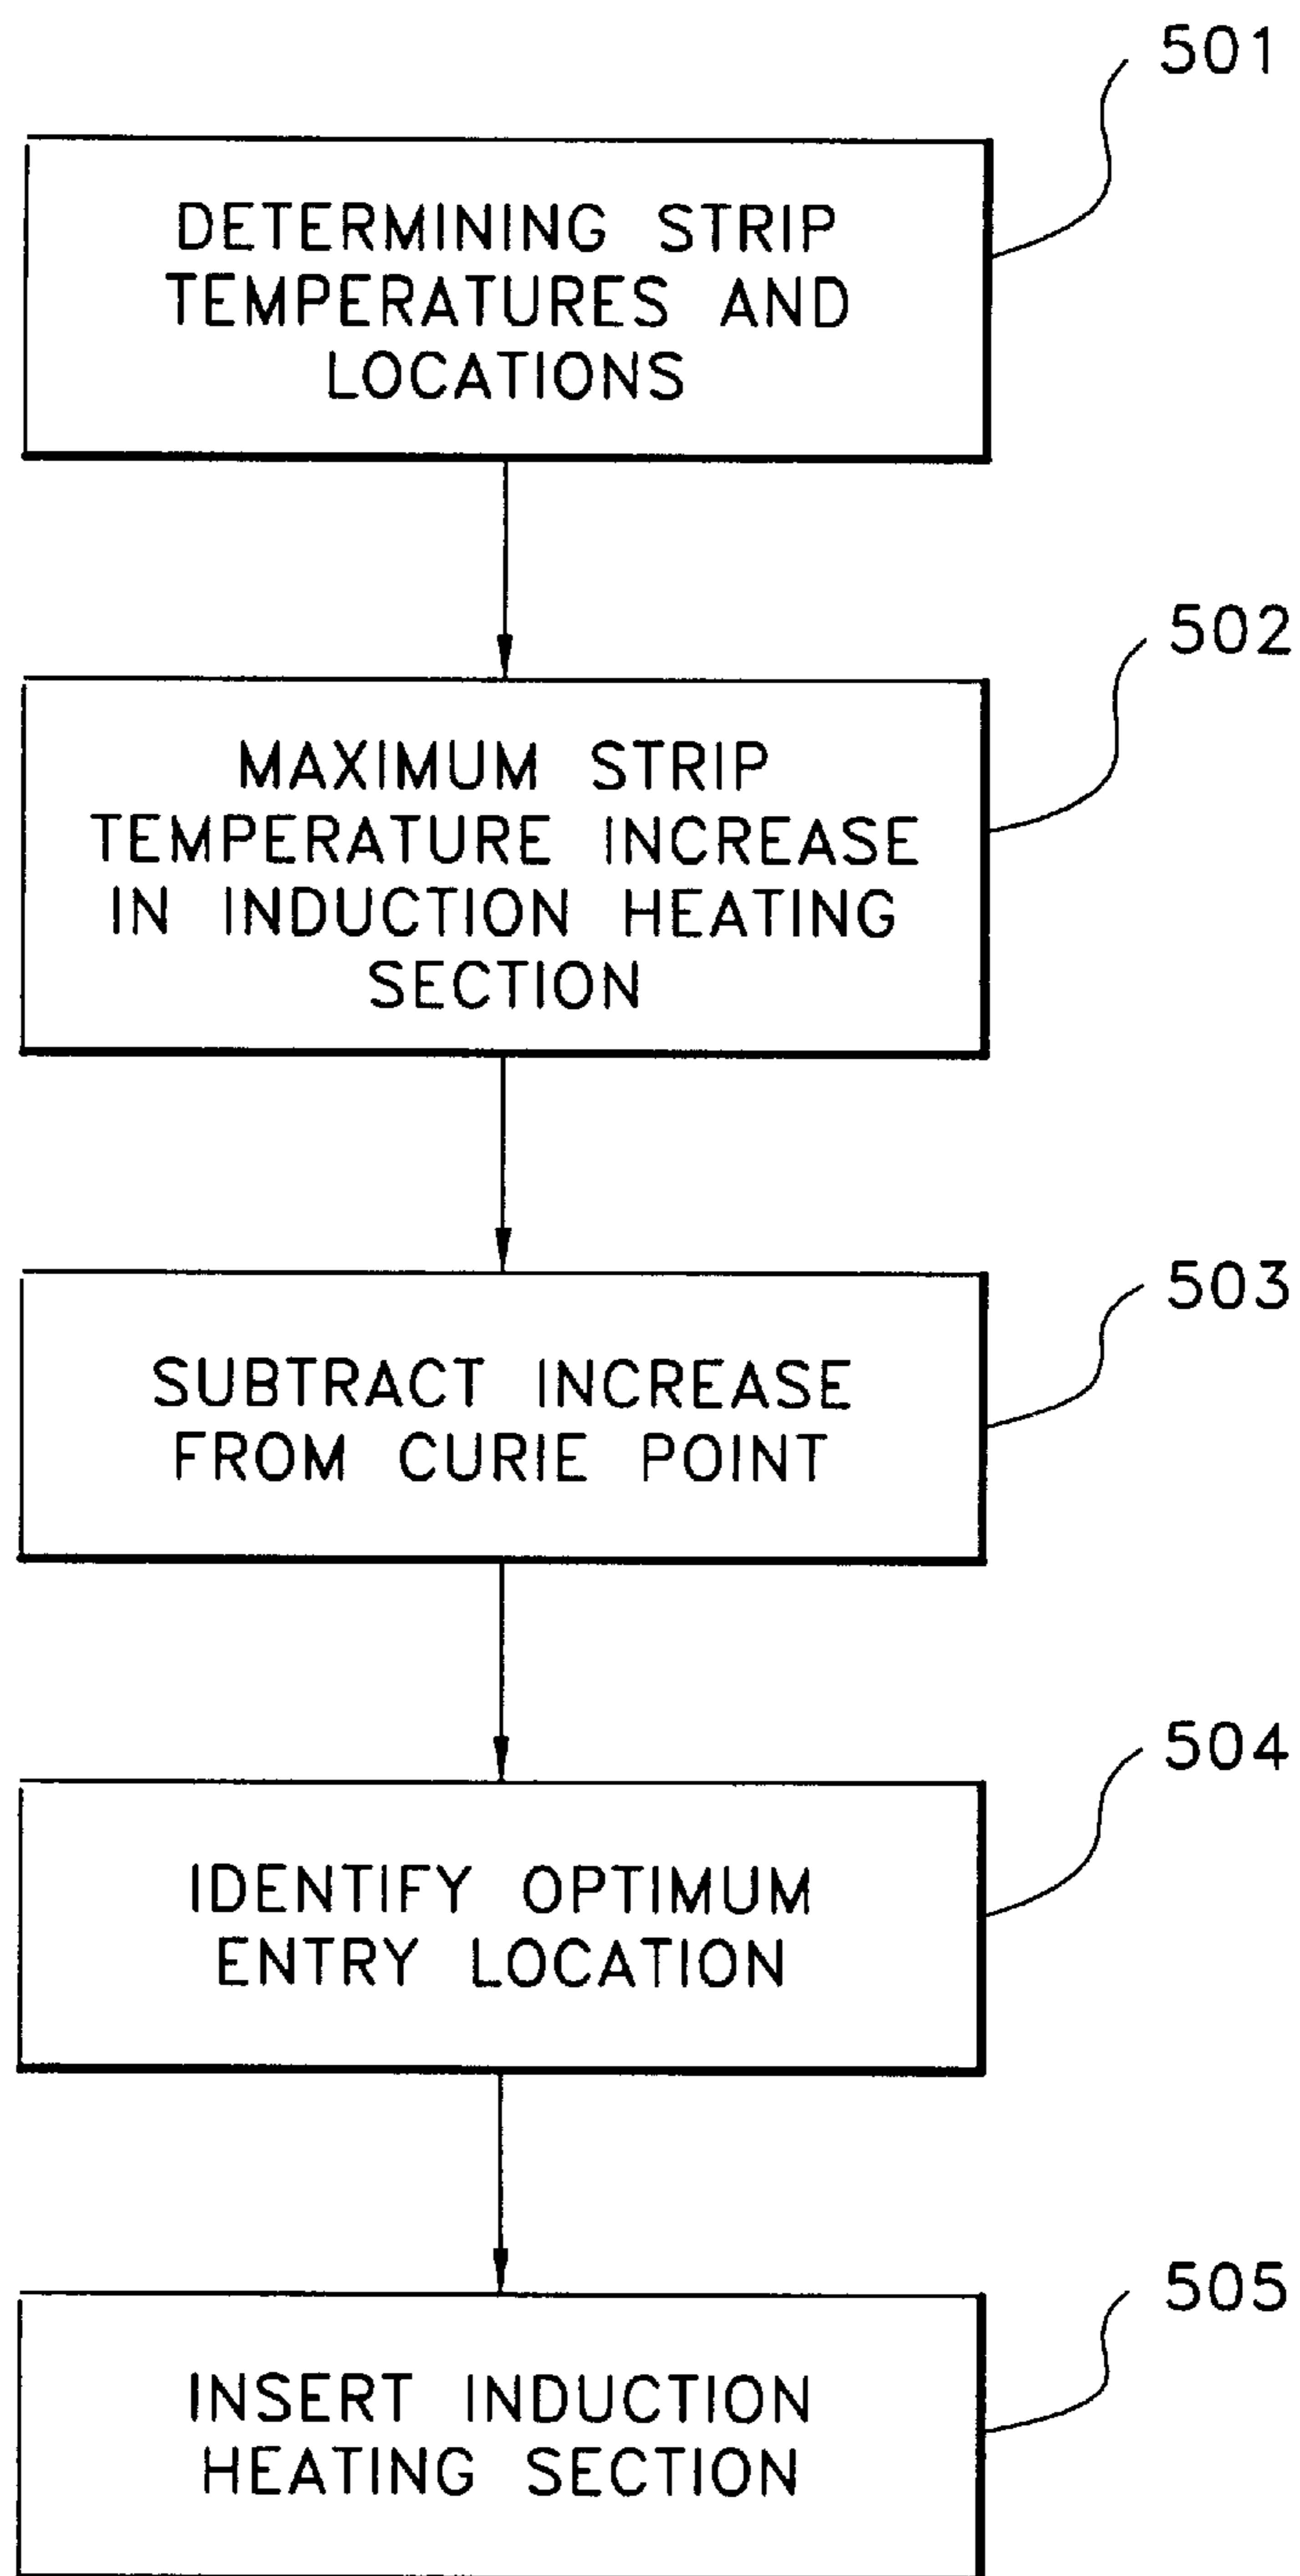 501
DETERMINING STRIP
TEMPERATURES AND
LOCATIONS
502
MAXIMUM STRIP
TEMPERATURE INCREASE
IN INDUCTION HEATING
SECTION
503
SUBTRACT INCREASE
FROM CURIE POINT
504
IDENTIFY OPTIMUM
ENTRY LOCATION
505
INSERT INDUCTION
HEATING SECTION